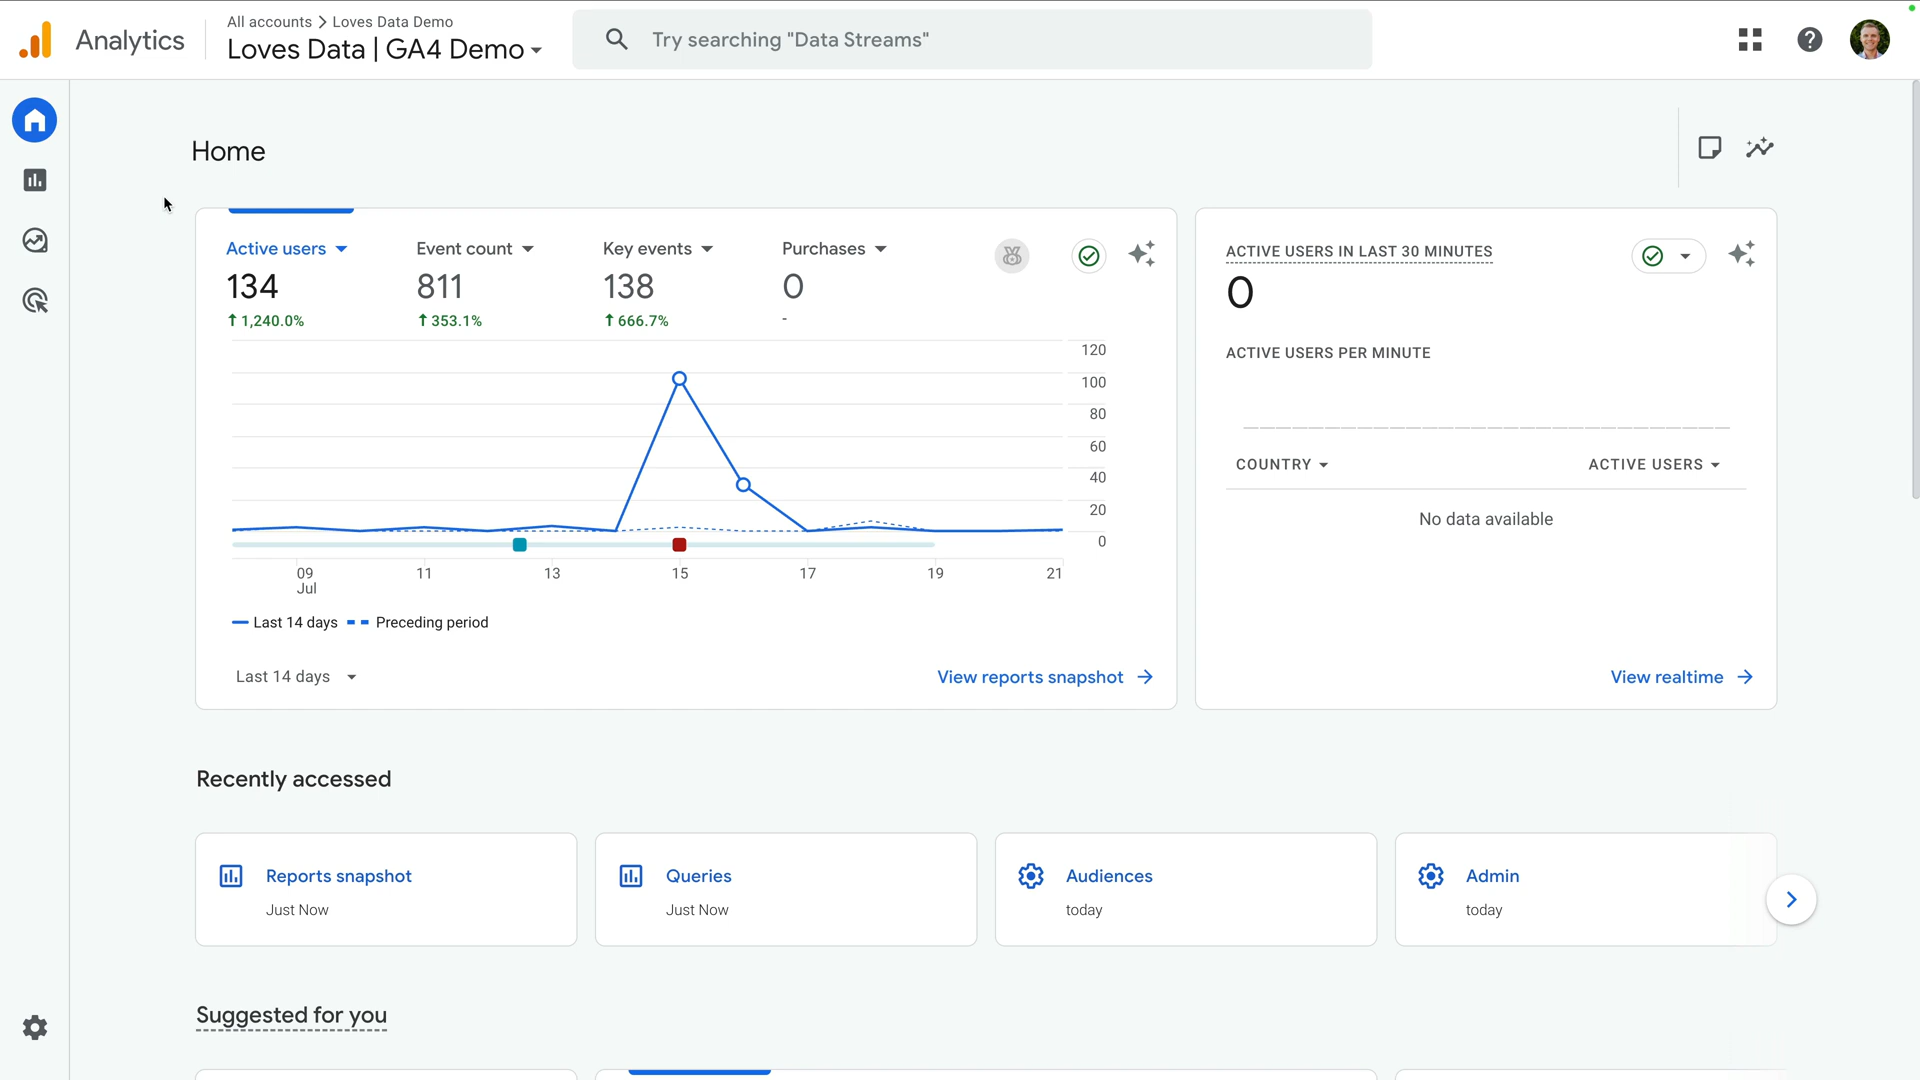 Analytics
All accounts > Loves Data Demo
Loves Data | GA4 Demo
Try searching "Data Streams"
Home
Active users
134
1,240.0%
Event count
811
353.1%
Key events
138
666.7%
Purchases
0
-
120
100
80
60
40
20
0
09
Jul
11
13
15
17
19
21
Last 14 days
Preceding period
Last 14 days
View reports snapshot
ACTIVE USERS IN LAST 30 MINUTES
0
ACTIVE USERS PER MINUTE
COUNTRY
ACTIVE USERS
No data available
View realtime
Recently accessed
Reports snapshot
Just Now
Queries
Just Now
Audiences
today
Admin
today
Suggested for you